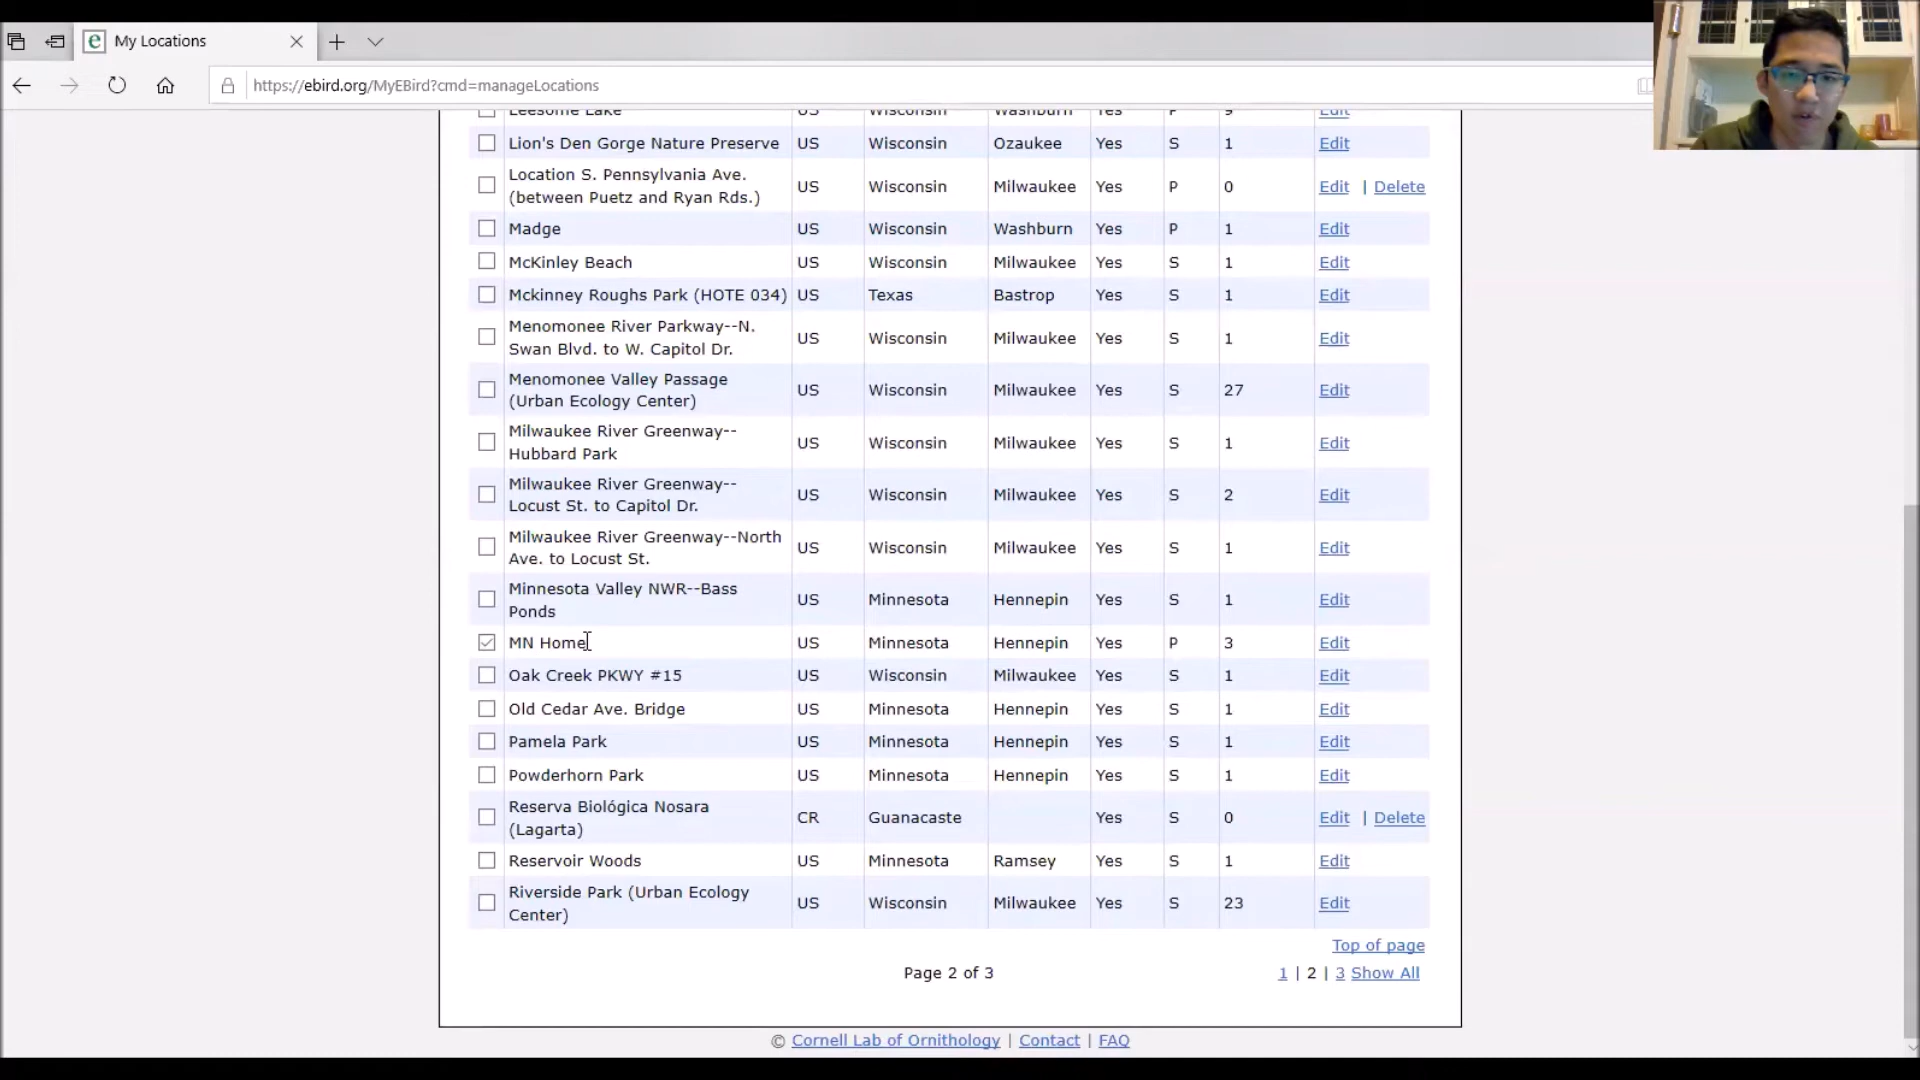 My Locations
https://ebird.org/MyEBird?cmd=manageLocations
Leesome Lake US Wisconsin Washburn Yes P 9 Edit
Lion's Den Gorge Nature Preserve US Wisconsin Ozaukee Yes S 1 Edit
Location S. Pennsylvania Ave.
(between Puetz and Ryan Rds.) US Wisconsin Milwaukee Yes P 0 Edit | Delete
Madge US Wisconsin Washburn Yes P 1 Edit
McKinley Beach US Wisconsin Milwaukee Yes S 1 Edit
Mckinney Roughs Park (HOTE 034) US Texas Bastrop Yes S 1 Edit
Menomonee River Parkway--N.
Swan Blvd. to W. Capitol Dr. US Wisconsin Milwaukee Yes S 1 Edit
Menomonee Valley Passage
(Urban Ecology Center) US Wisconsin Milwaukee Yes S 27 Edit
Milwaukee River Greenway--
Hubbard Park US Wisconsin Milwaukee Yes S 1 Edit
Milwaukee River Greenway--
Locust St. to Capitol Dr. US Wisconsin Milwaukee Yes S 2 Edit
Milwaukee River Greenway--North
Ave. to Locust St. US Wisconsin Milwaukee Yes S 1 Edit
Minnesota Valley NWR--Bass
Ponds US Minnesota Hennepin Yes S 1 Edit
MN Home US Minnesota Hennepin Yes P 3 Edit
Oak Creek PKWY #15 US Wisconsin Milwaukee Yes S 1 Edit
Old Cedar Ave. Bridge US Minnesota Hennepin Yes S 1 Edit
Pamela Park US Minnesota Hennepin Yes S 1 Edit
Powderhorn Park US Minnesota Hennepin Yes S 1 Edit
Reserva Biológica Nosara
(Lagarta) CR Guanacaste Yes S 0 Edit | Delete
Reservoir Woods US Minnesota Ramsey Yes S 1 Edit
Riverside Park (Urban Ecology
Center) US Wisconsin Milwaukee Yes S 23 Edit
Top of page
Page 2 of 3 1 | 2 | 3 Show All
© Cornell Lab of Ornithology | Contact | FAQ